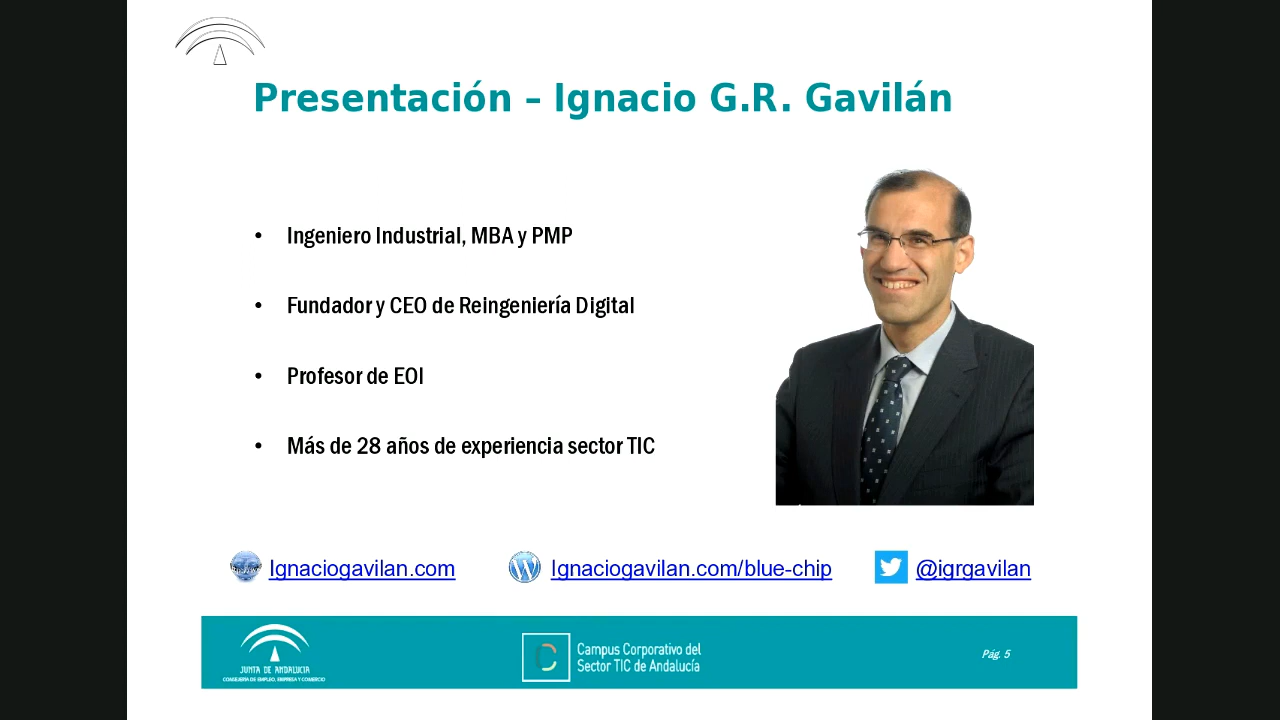 Presentación – Ignacio G.R. Gavilán
• Ingeniero Industrial, MBA y PMP
• Fundador y CEO de Reingeniería Digital
• Profesor de EOI
• Más de 28 años de experiencia sector TIC
Ignaciogavilan.com
Ignaciogavilan.com/blue-chip
@igrgavilan
JUNTA DE ANDALUCIA
CONSEJERÍA DE EMPLEO, EMPRESA Y COMERCIO
Campus Corporativo del
Sector TIC de Andalucía
Pág. 5